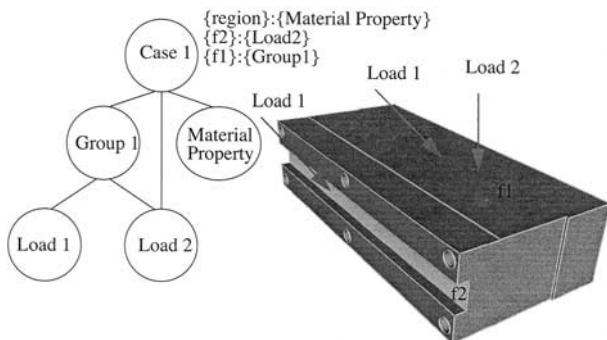 {region}:{Material Property}
{f2}:{Load2}
{f1}:{Group1}
Case 1
Group 1
Material
Property
Load 1
Load 2
Load 1
Load 1
Load 2
f1
f2